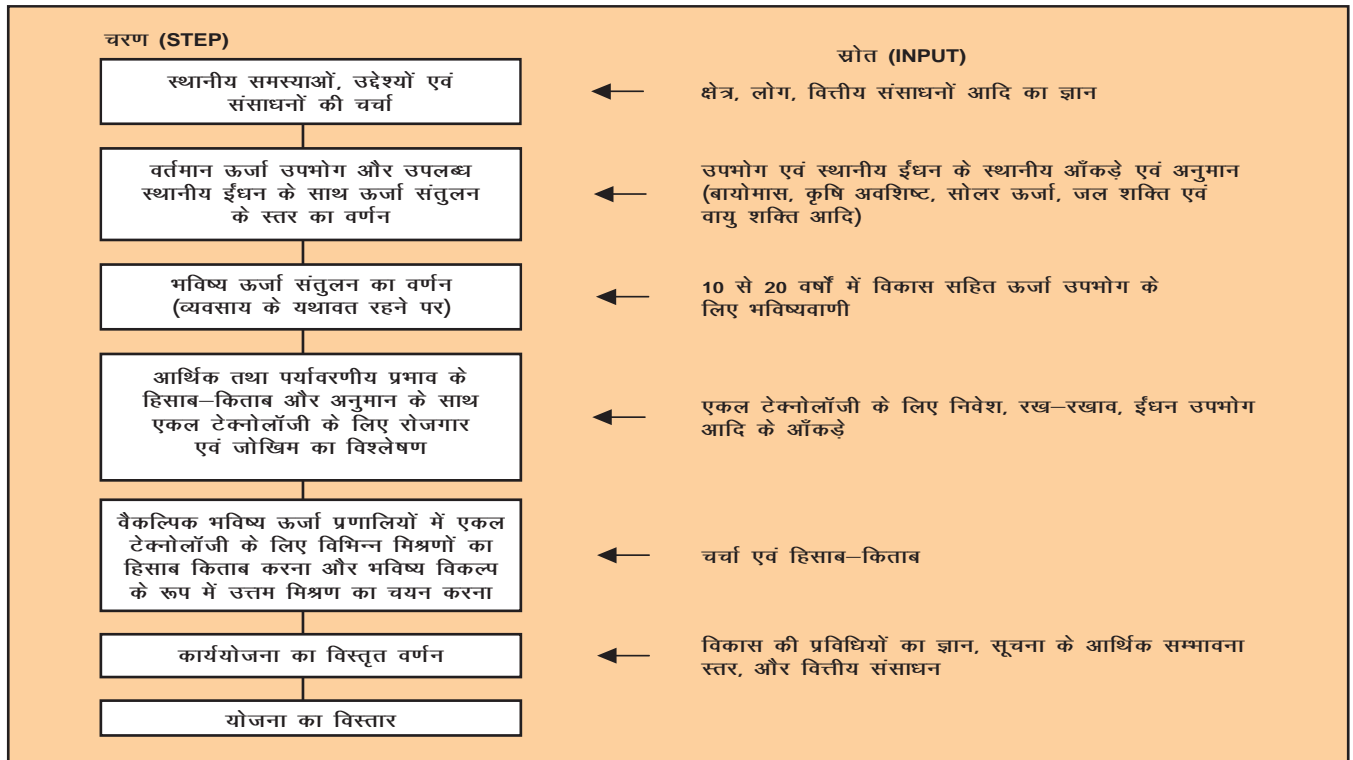 चरण (STEP)
स्रोत (INPUT)
स्थानीय समस्याओं, उद्देश्यों एवं
संसाधनों की चर्चा
क्षेत्र, लोग, वित्तीय संसाधनों आदि का ज्ञान
वर्तमान ऊर्जा उपभोग और उपलब्ध
स्थानीय ईंधन के साथ ऊर्जा संतुलन
के स्तर का वर्णन
उपभोग एवं स्थानीय ईंधन के स्थानीय आँकड़े एवं अनुमान
(बायोमास, कृषि अवशिष्ट, सोलर ऊर्जा, जल शक्ति एवं
वायु शक्ति आदि)
भविष्य ऊर्जा संतुलन का वर्णन
(व्यवसाय के यथावत रहने पर)
10 से 20 वर्षों में विकास सहित ऊर्जा उपभोग के
लिए भविष्यवाणी
आर्थिक तथा पर्यावरणीय प्रभाव के
हिसाब–किताब और अनुमान के साथ
एकल टेक्नोलॉजी के लिए रोजगार
एवं जोखिम का विश्लेषण
एकल टेक्नोलॉजी के लिए निवेश, रख–रखाव, ईंधन उपभोग
आदि के आँकड़े
वैकल्पिक भविष्य ऊर्जा प्रणालियों में एकल
टेक्नोलॉजी के लिए विभिन्न मिश्रणों का
हिसाब किताब करना और भविष्य विकल्प
के रूप में उत्तम मिश्रण का चयन करना
चर्चा एवं हिसाब–किताब
कार्ययोजना का विस्तृत वर्णन
विकास की प्रविधियों का ज्ञान, सूचना के आर्थिक सम्भावना
स्तर, और वित्तीय संसाधन
योजना का विस्तार